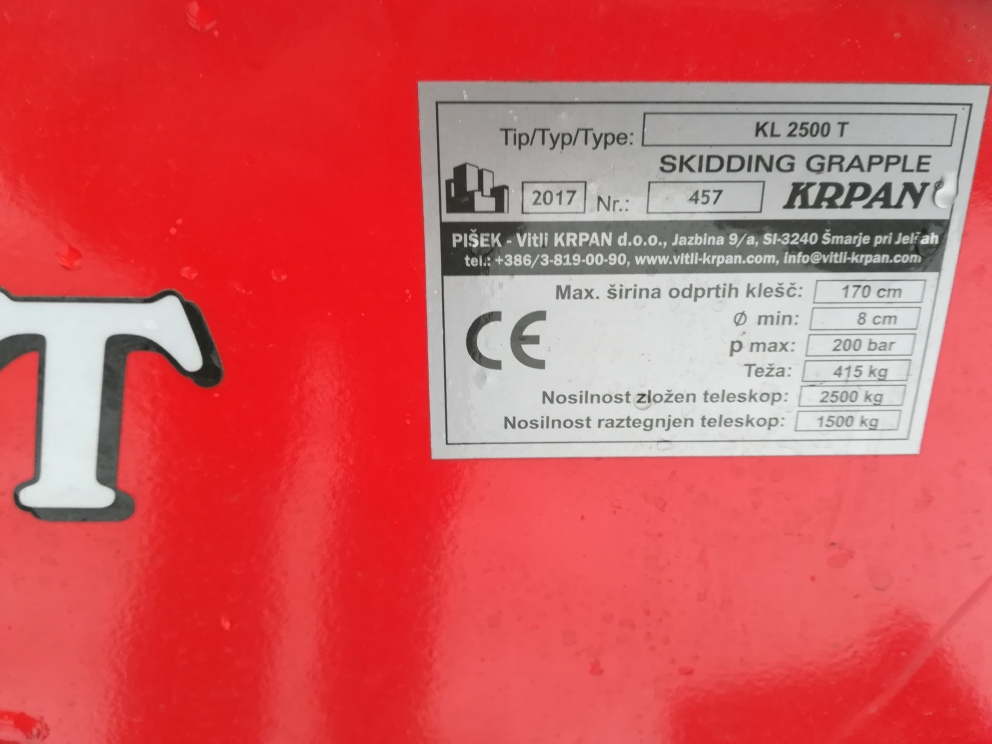 Tip/Typ/Type: KL 2500 T
SKIDDING GRAPPLE
2017 Nr.: 457 KRPAN
PIŠEK - Vitli KRPAN d.o.o., Jazbina 9/a, SI-3240 Šmarje pri Jelšah
tel.: +386/3-819-00-90, www.vitli-krpan.com, info@vitli-krpan.com
Max. širina odprtih klešč: 170 cm
Ø min: 8 cm
p max: 200 bar
CE
Teža: 415 kg
Nosilnost zložen teleskop: 2500 kg
Nosilnost raztegnjen teleskop: 1500 kg
T